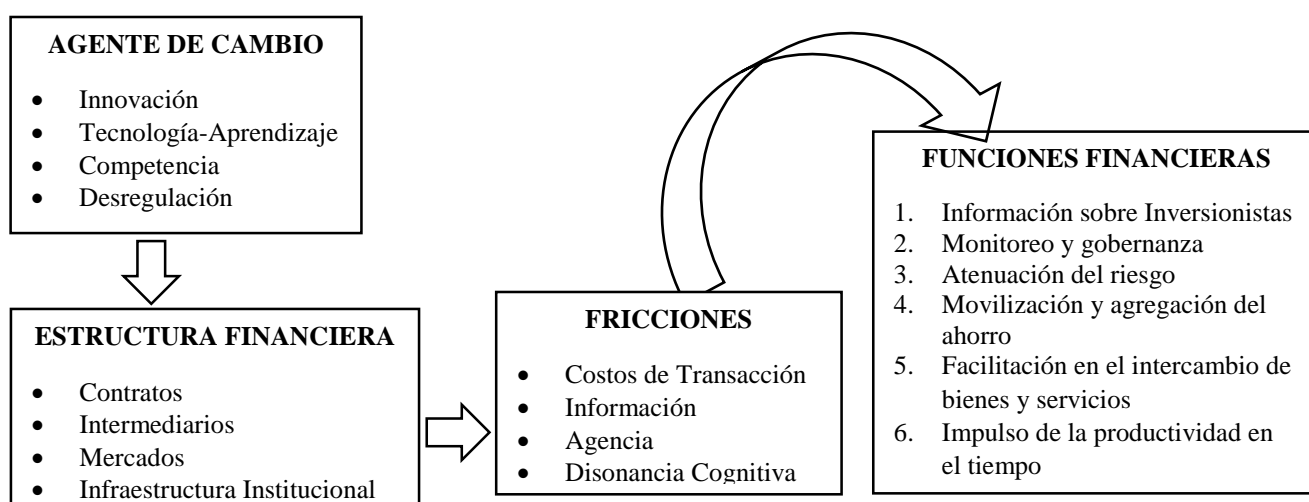 AGENTE DE CAMBIO
• Innovación
• Tecnología-Aprendizaje
• Competencia
• Desregulación
ESTRUCTURA FINANCIERA
• Contratos
• Intermediarios
• Mercados
• Infraestructura Institucional
FRICCIONES
• Costos de Transacción
• Información
• Agencia
• Disonancia Cognitiva
FUNCIONES FINANCIERAS
1. Información sobre Inversionistas
2. Monitoreo y gobernanza
3. Atenuación del riesgo
4. Movilización y agregación del
ahorro
5. Facilitación en el intercambio de
bienes y servicios
6. Impulso de la productividad en
el tiempo